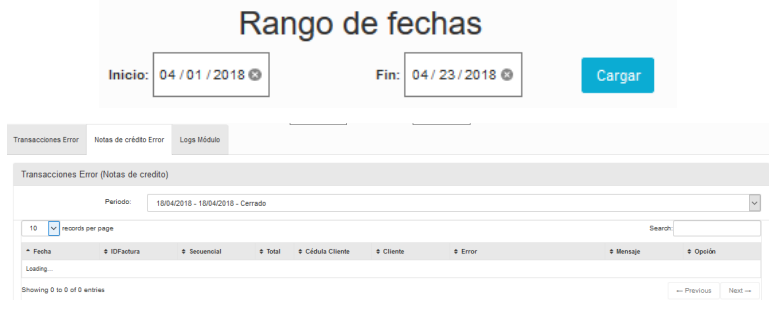 Rango de fechas
Inicio: 04 / 01 / 2018 Fin: 04 / 23 / 2018 Cargar
Transacciones Error Notas de crédito Error Logs Módulo
Transacciones Error (Notas de credito)
Periodo: 18/04/2018 - 18/04/2018 - Cerrado
10 records per page Search:
Fecha IDFactura Secuencial Total Cédula Cliente Cliente Error Mensaje Opción
Loading...
Showing 0 to 0 of 0 entries ← Previous Next →